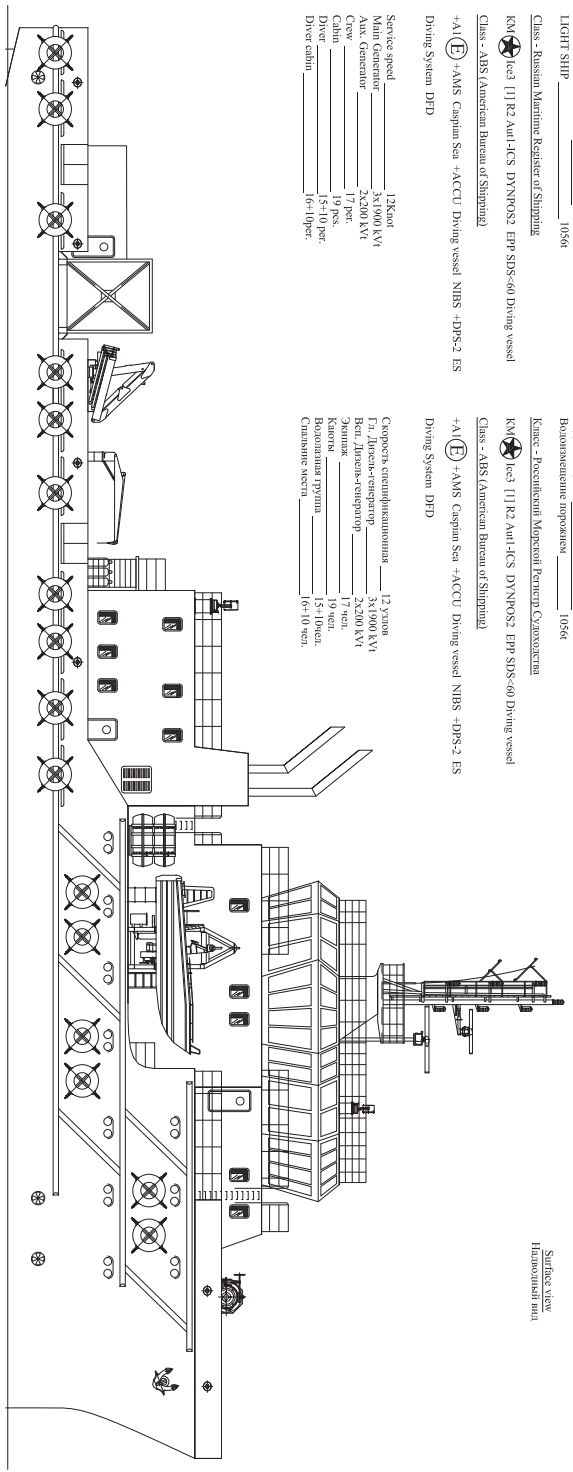 LIGHT SHIP 1056t
Class - Russian Maritime Register of Shipping
KM Ice3 [1] R2 Aut1-ICS DYNPOS2 EPP SDS<60 Diving vessel
Class - ABS (American Bureau of Shipping)
+A1 E +AMS Caspian Sea +ACCU Diving vessel NIBS +DPS-2 ES
Diving System DFD
Service speed 12Knot
Main Generator 3x1900 kVt
Aux. Generator 2x200 kVt
Crew 17 per.
Cabin 19 pcs.
Diver 15+10 per.
Diver cabin 16+10per.
Водоизмещение порожнем 1056t
Класс - Российский Морской Регистр Судоходства
KM Ice3 [1] R2 Aut1-ICS DYNPOS2 EPP SDS<60 Diving vessel
Class - ABS (American Bureau of Shipping)
+A1 E +AMS Caspian Sea +ACCU Diving vessel NIBS +DPS-2 ES
Diving System DFD
Скорость спецификационная 12 узлов
Гл. Дизель-генератор 3x1900 kVt
Всп. Дизель-генератор 2x200 kVt
Экипаж 17 чел.
Каюты 19 чел.
Водолазная группа 15+10чел.
Спальние места 16+10 чел.
Surface view
Надводный вид